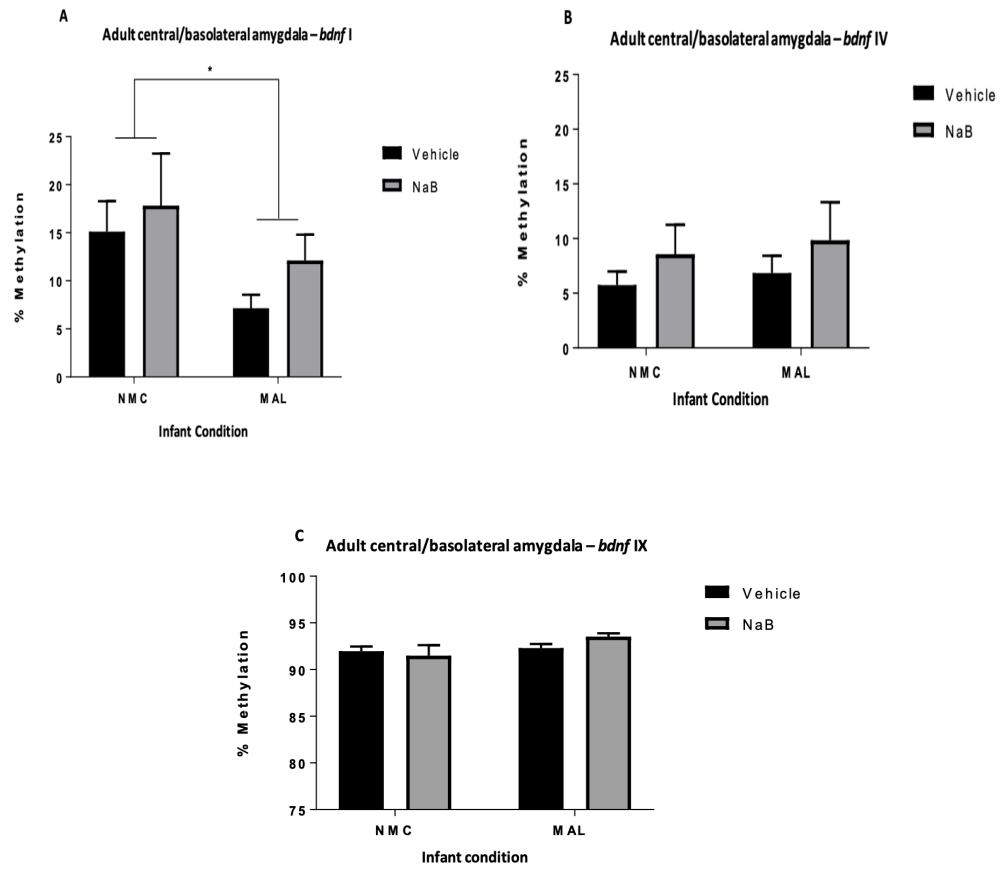 A
Adult central/basolateral amygdala – bdnf I
*
25
20
15
10
5
0
% Methylation
NMC
MAL
Infant Condition
Vehicle
NaB
B
Adult central/basolateral amygdala – bdnf IV
25
20
15
10
5
0
% Methylation
NMC
MAL
Infant Condition
Vehicle
NaB
C
Adult central/basolateral amygdala – bdnf IX
100
95
90
85
80
75
% Methylation
NMC
MAL
Infant condition
Vehicle
NaB